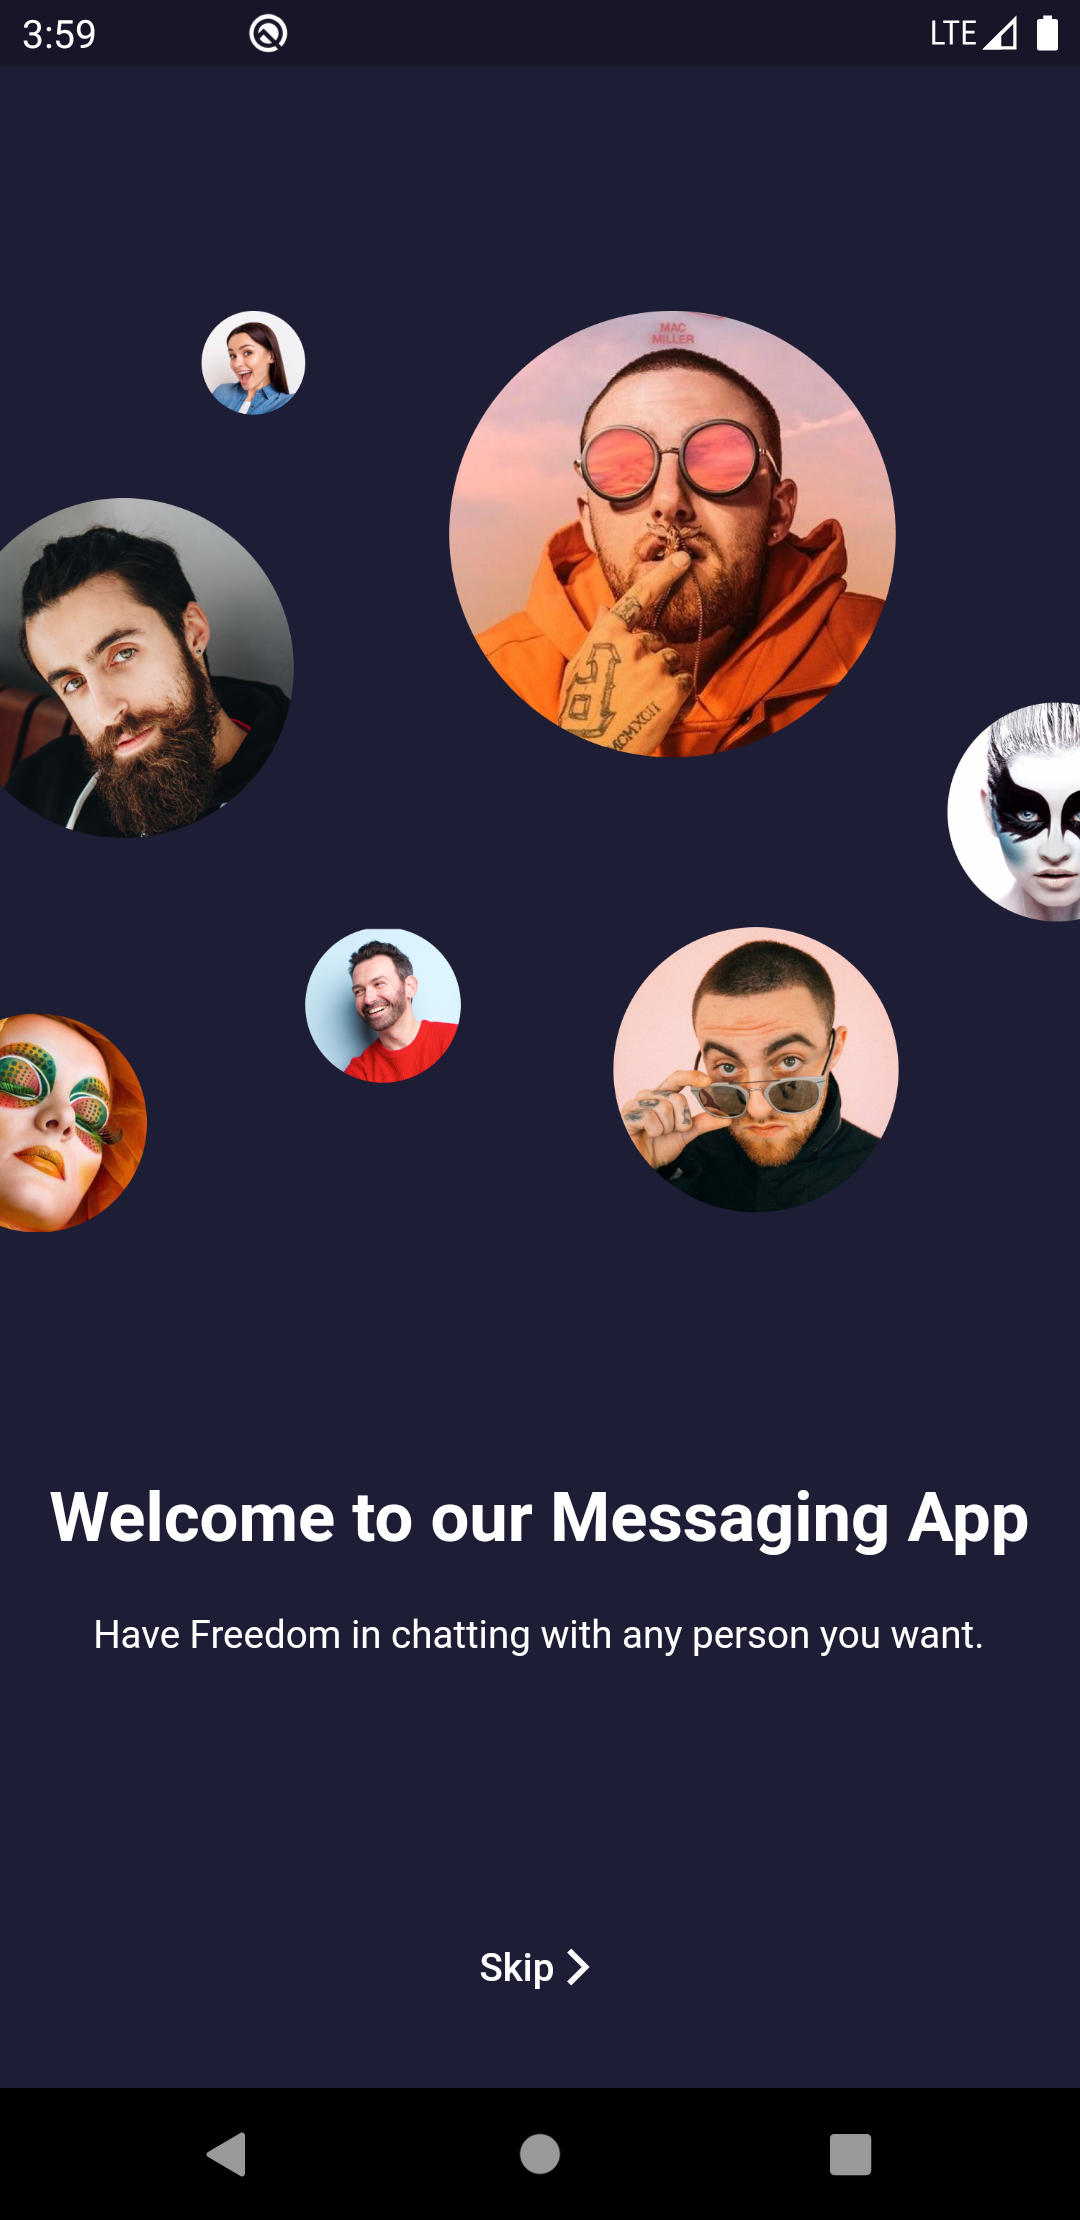 3:59
LTE
MAC
MILLER
MCMXCII
Welcome to our Messaging App
Have Freedom in chatting with any person you want.
Skip